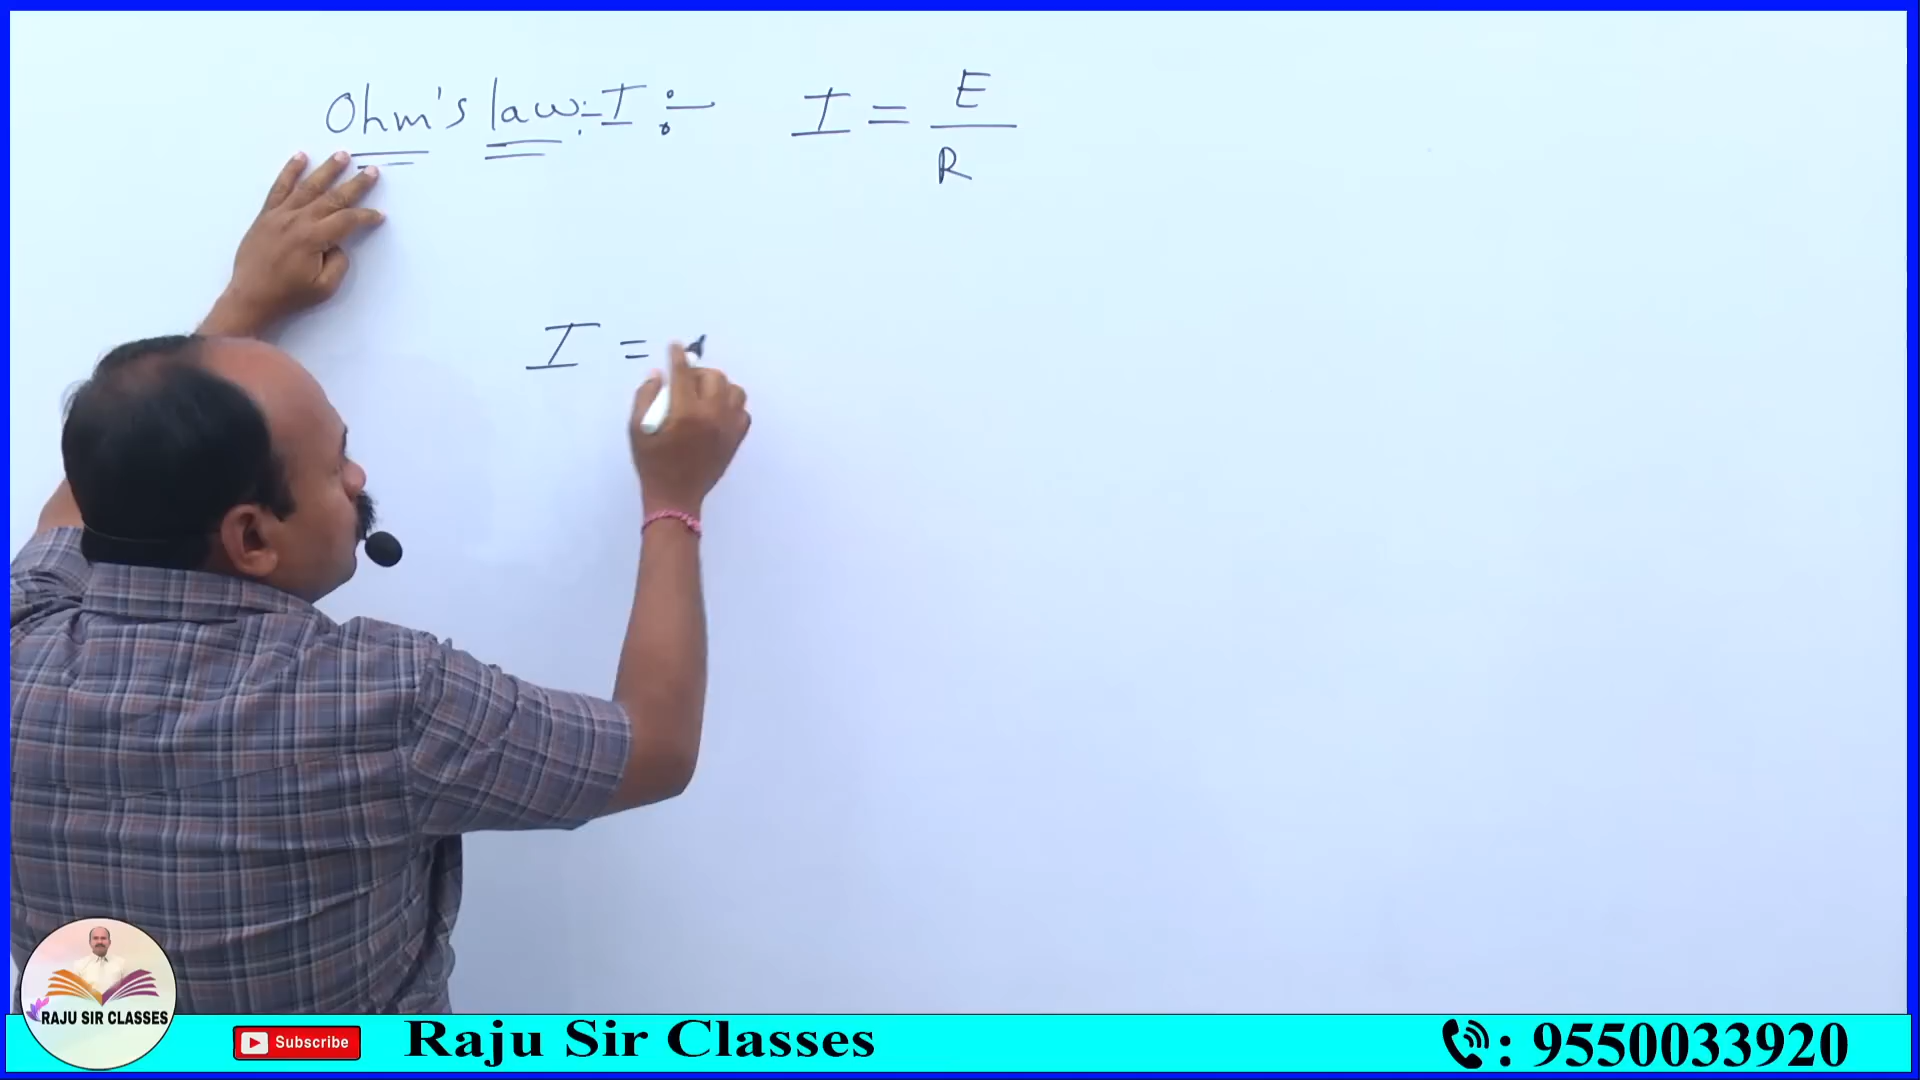 Ohm's law :- I :- I = E/R
I =
RAJU SIR CLASSES
Subscribe
Raju Sir Classes
: 9550033920